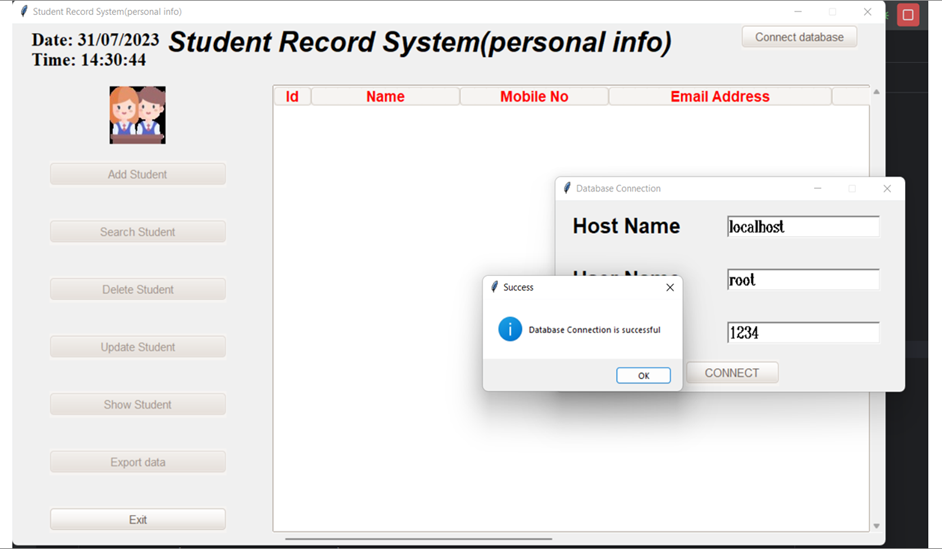 Student Record System(personal info)
Date: 31/07/2023
Time: 14:30:44
Student Record System(personal info)
Connect database
Id Name Mobile No Email Address
Add Student
Search Student
Delete Student
Update Student
Show Student
Export data
Exit
Database Connection
Host Name localhost
User Name root
1234
CONNECT
Success
Database Connection is successful
OK